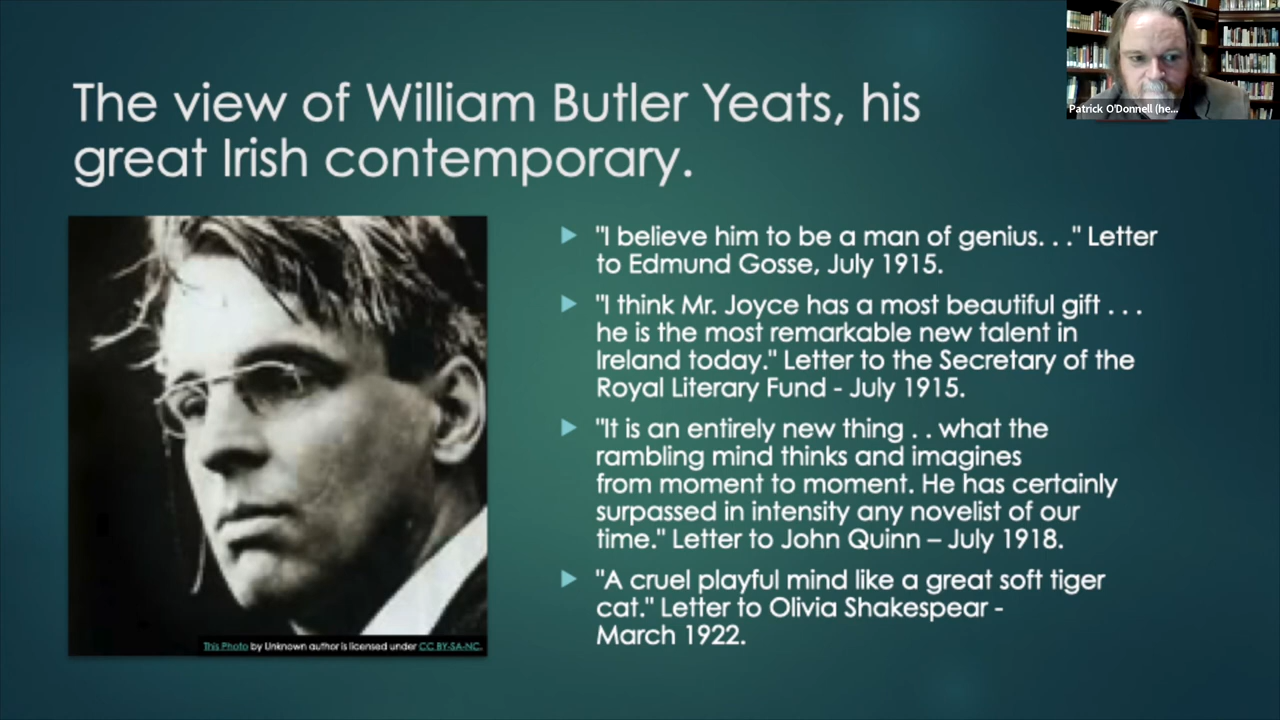 Patrick O'Donnell (he...
The view of William Butler Yeats, his
great Irish contemporary.
"I believe him to be a man of genius. . ." Letter
to Edmund Gosse, July 1915.
"I think Mr. Joyce has a most beautiful gift . . .
he is the most remarkable new talent in
Ireland today." Letter to the Secretary of the
Royal Literary Fund - July 1915.
"It is an entirely new thing . . what the
rambling mind thinks and imagines
from moment to moment. He has certainly
surpassed in intensity any novelist of our
time." Letter to John Quinn – July 1918.
"A cruel playful mind like a great soft tiger
cat." Letter to Olivia Shakespear -
March 1922.
This Photo by Unknown author is licensed under CC BY-SA-NC.